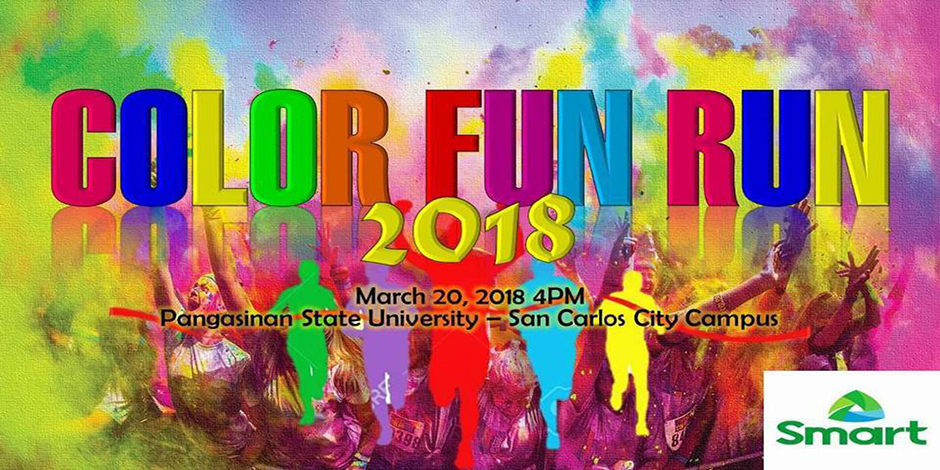 COLOR FUN RUN
2018
March 20, 2018 4PM
Pangasinan State University – San Carlos City Campus
Smart